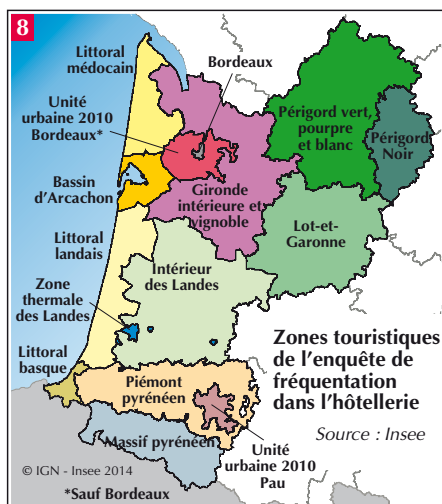 8
Littoral
médocain
Bordeaux
Unité
urbaine 2010
Bordeaux*
Périgord vert,
pourpre
et blanc
Périgord
Noir
Bassin
d'Arcachon
Gironde
intérieure et
vignoble
Littoral
landais
Lot-et-
Garonne
Intérieur
des Landes
Zone
thermale
des Landes
Littoral
basque
Zones touristiques
de l'enquête de
fréquentation
dans l'hôtellerie
Source : Insee
Piémont
pyrénéen
Massif pyrénéen
Unité
urbaine 2010
Pau
© IGN - Insee 2014
*Sauf Bordeaux